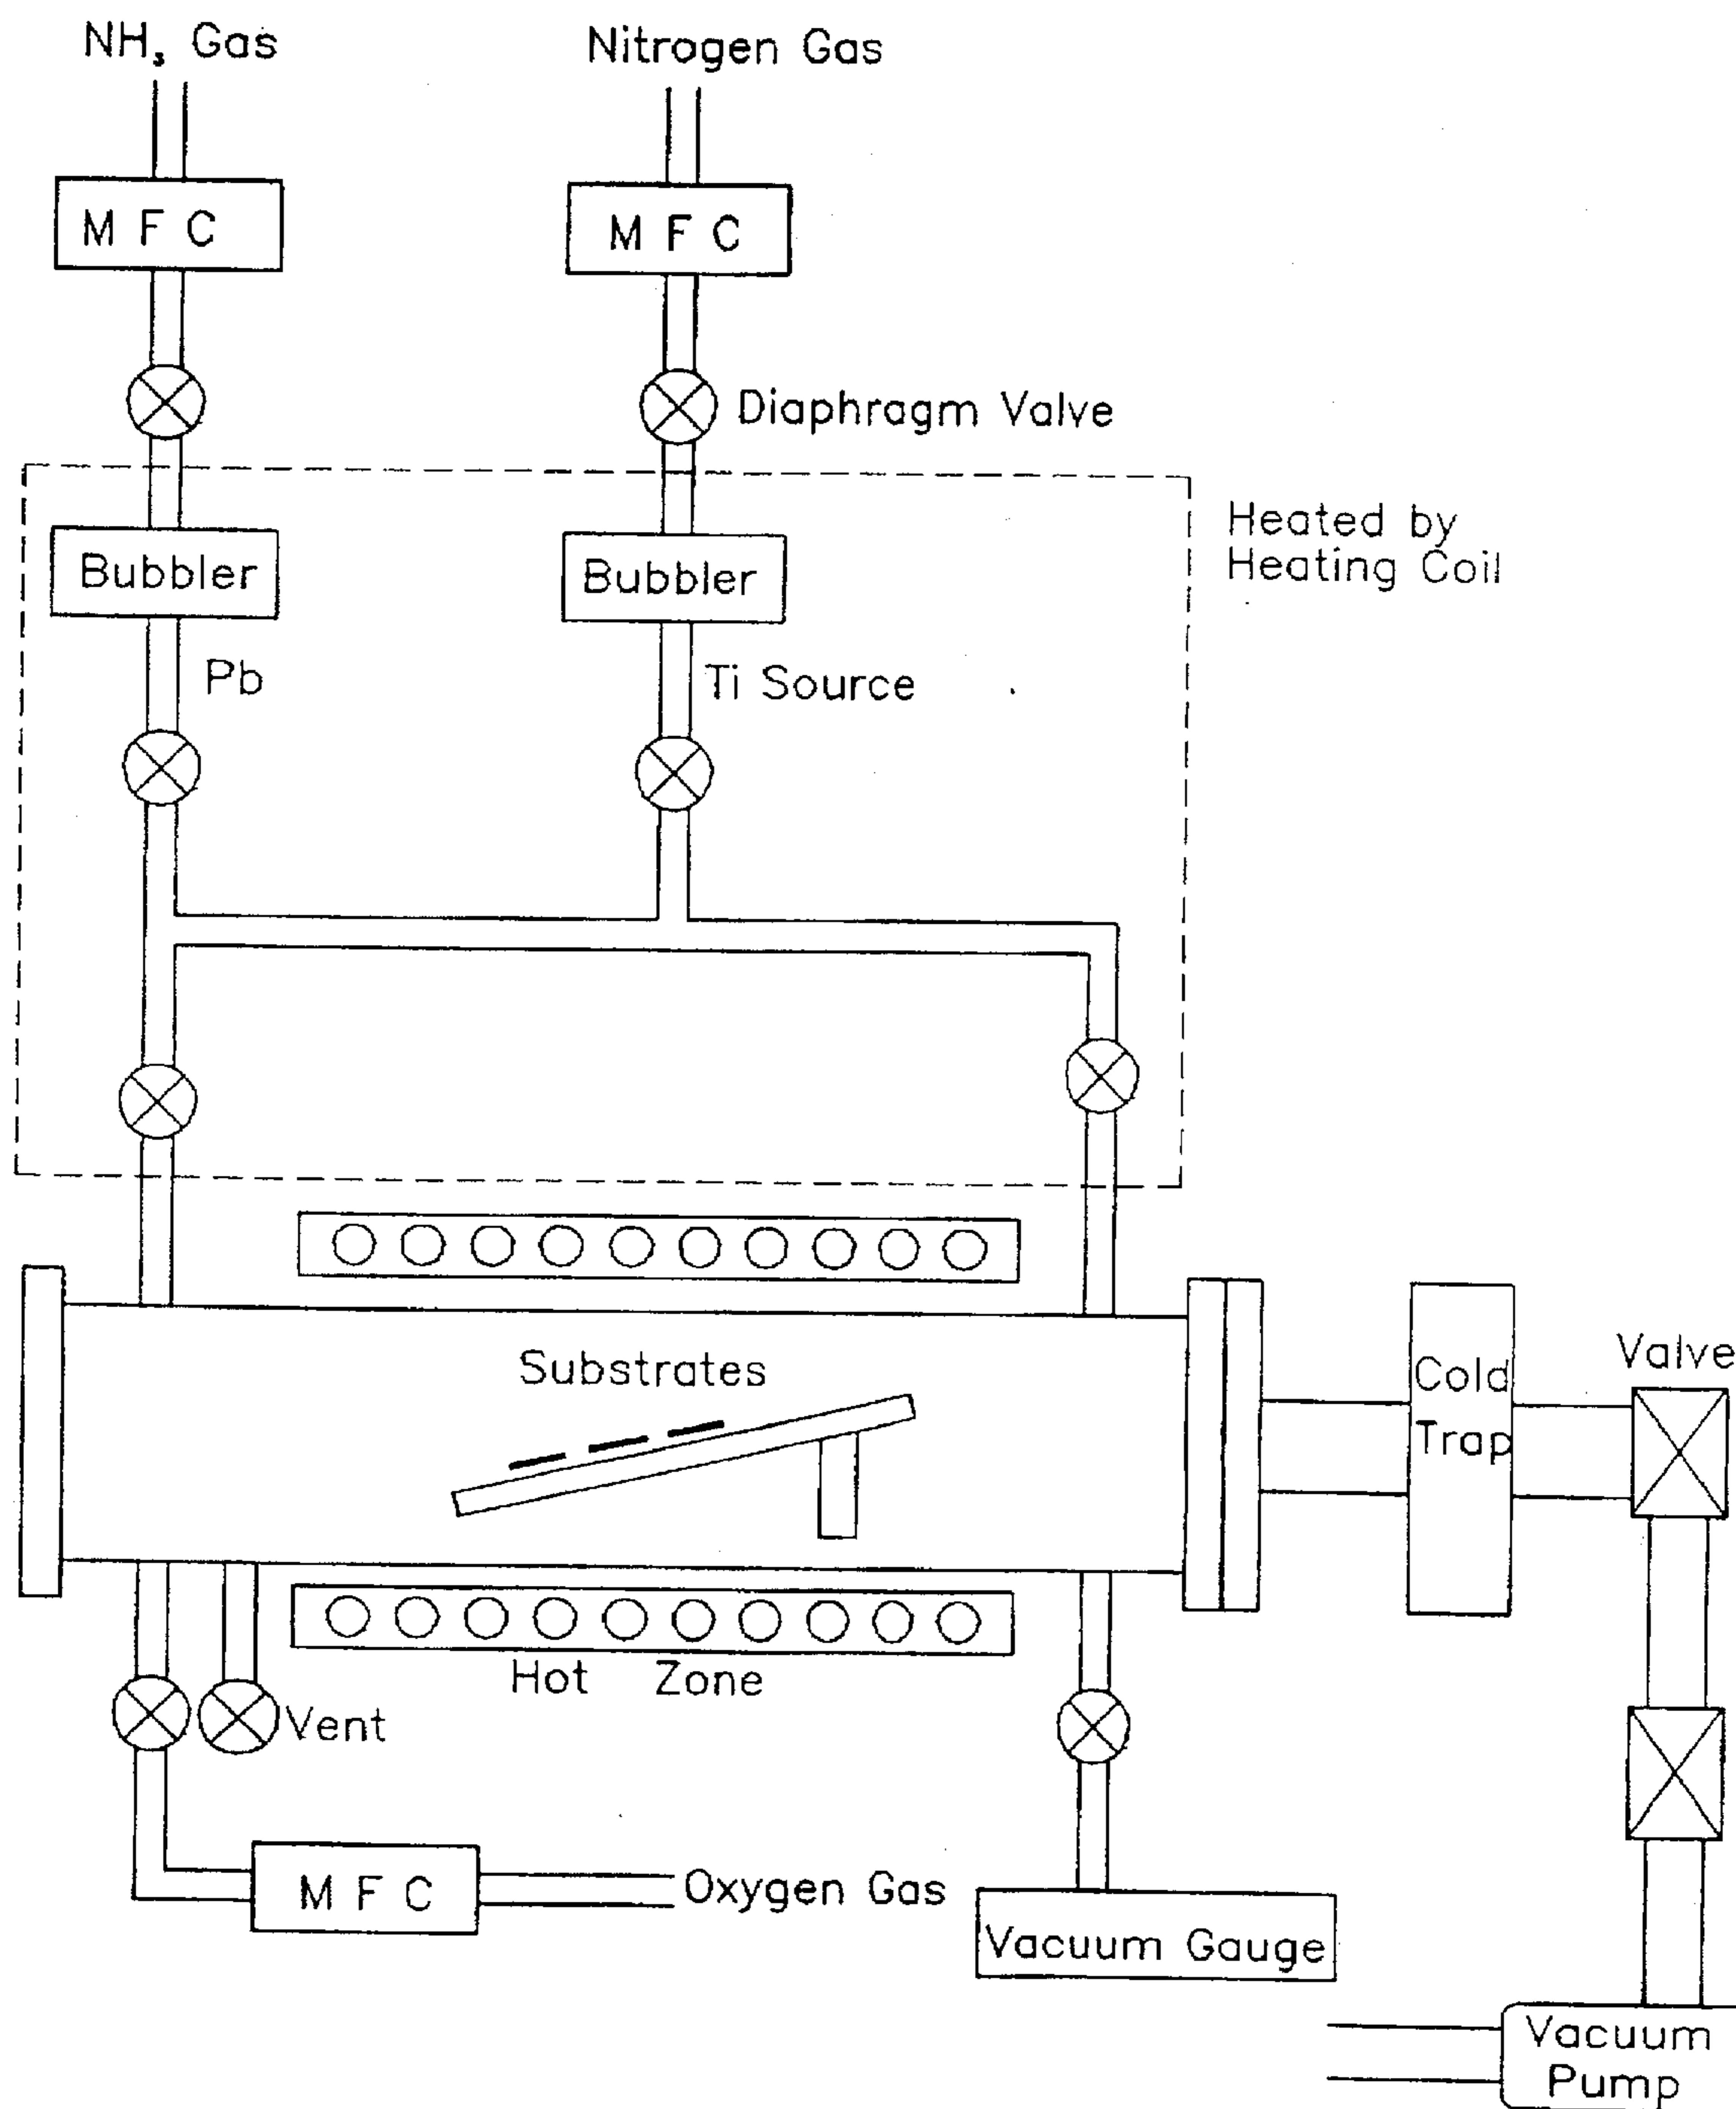 NH₃ Gas
Nitrogen Gas
M F C
M F C
Diaphragm Valve
Heated by
Heating Coil
Bubbler
Bubbler
Pb
Ti Source
Substrates
Cold
Trap
Valve
Hot Zone
Vent
M F C
Oxygen Gas
Vacuum Gauge
Vacuum
Pump